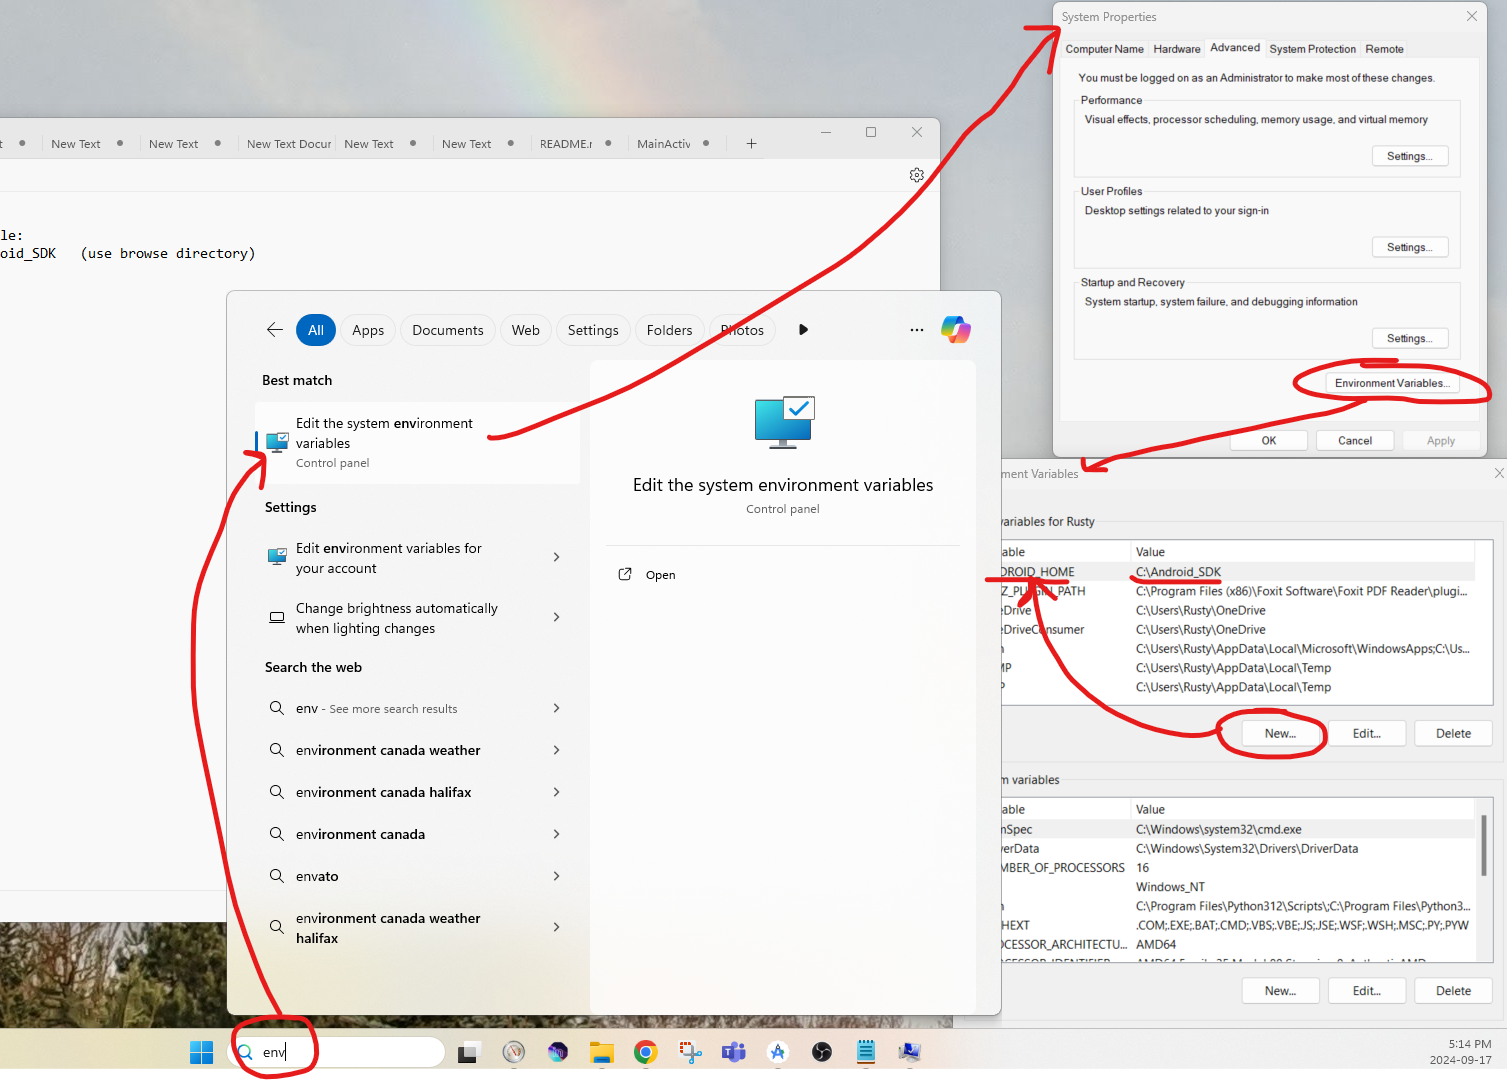 System Properties
Computer Name Hardware Advanced System Protection Remote
You must be logged on as an Administrator to make most of these changes.
Performance
Visual effects, processor scheduling, memory usage, and virtual memory
Settings...
User Profiles
Desktop settings related to your sign-in
Settings...
Startup and Recovery
System startup, system failure, and debugging information
Settings...
Environment Variables...
OK Cancel Apply
t New Text New Text New Text Docur New Text New Text README.r MainActiv
le:
oid_SDK (use browse directory)
All Apps Documents Web Settings Folders Photos
Best match
Edit the system environment
variables
Control panel
Settings
Edit environment variables for
your account
Change brightness automatically
when lighting changes
Search the web
env - See more search results
environment canada weather
environment canada halifax
environment canada
envato
environment canada weather
halifax
Edit the system environment variables
Control panel
Open
ment Variables
variables for Rusty
able Value
DROID_HOME C:\Android_SDK
Z_PLUGIN_PATH C:\Program Files (x86)\Foxit Software\Foxit PDF Reader\plugi...
eDrive C:\Users\Rusty\OneDrive
eDriveConsumer C:\Users\Rusty\OneDrive
h C:\Users\Rusty\AppData\Local\Microsoft\WindowsApps;C:\Us...
MP C:\Users\Rusty\AppData\Local\Temp
P C:\Users\Rusty\AppData\Local\Temp
New... Edit... Delete
m variables
able Value
nSpec C:\Windows\system32\cmd.exe
verData C:\Windows\System32\Drivers\DriverData
MBER_OF_PROCESSORS 16
Windows_NT
h C:\Program Files\Python312\Scripts\;C:\Program Files\Python3...
HEXT .COM;.EXE;.BAT;.CMD;.VBS;.VBE;.JS;.JSE;.WSF;.WSH;.MSC;.PY;.PYW
OCESSOR_ARCHITECTU... AMD64
New... Edit... Delete
env
5:14 PM
2024-09-17